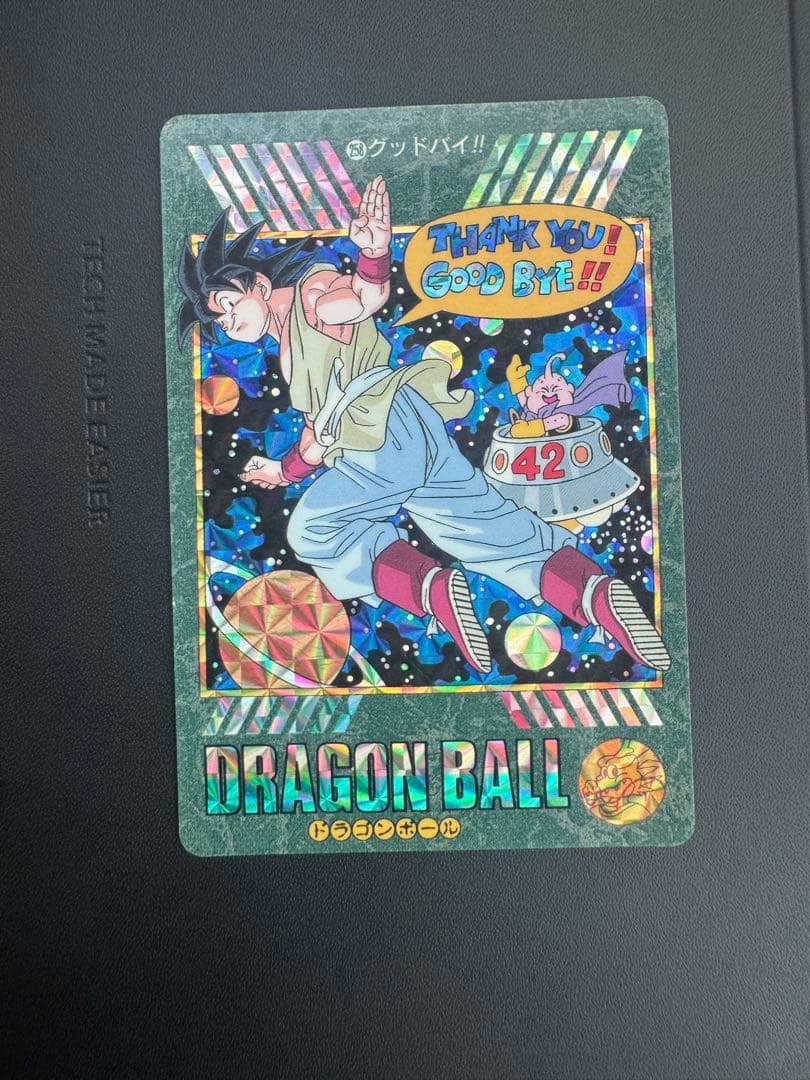 258 グッドバイ!!
THANK YOU!
GOOD BYE!!
42
TECH MADE EASIER
DRAGON BALL
ドラゴンボール